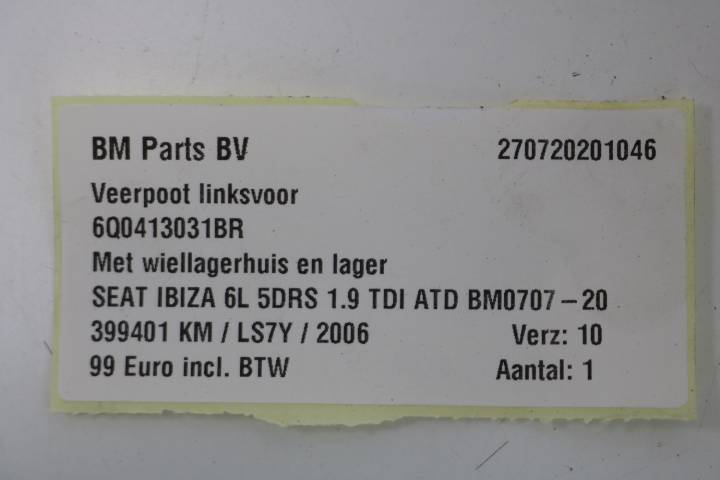 BM Parts BV 270720201046
Veerpoot linksvoor
6Q0413031BR
Met wiellagerhuis en lager
SEAT IBIZA 6L 5DRS 1.9 TDI ATD BM0707-20
399401 KM / LS7Y / 2006 Verz: 10
99 Euro incl. BTW Aantal: 1